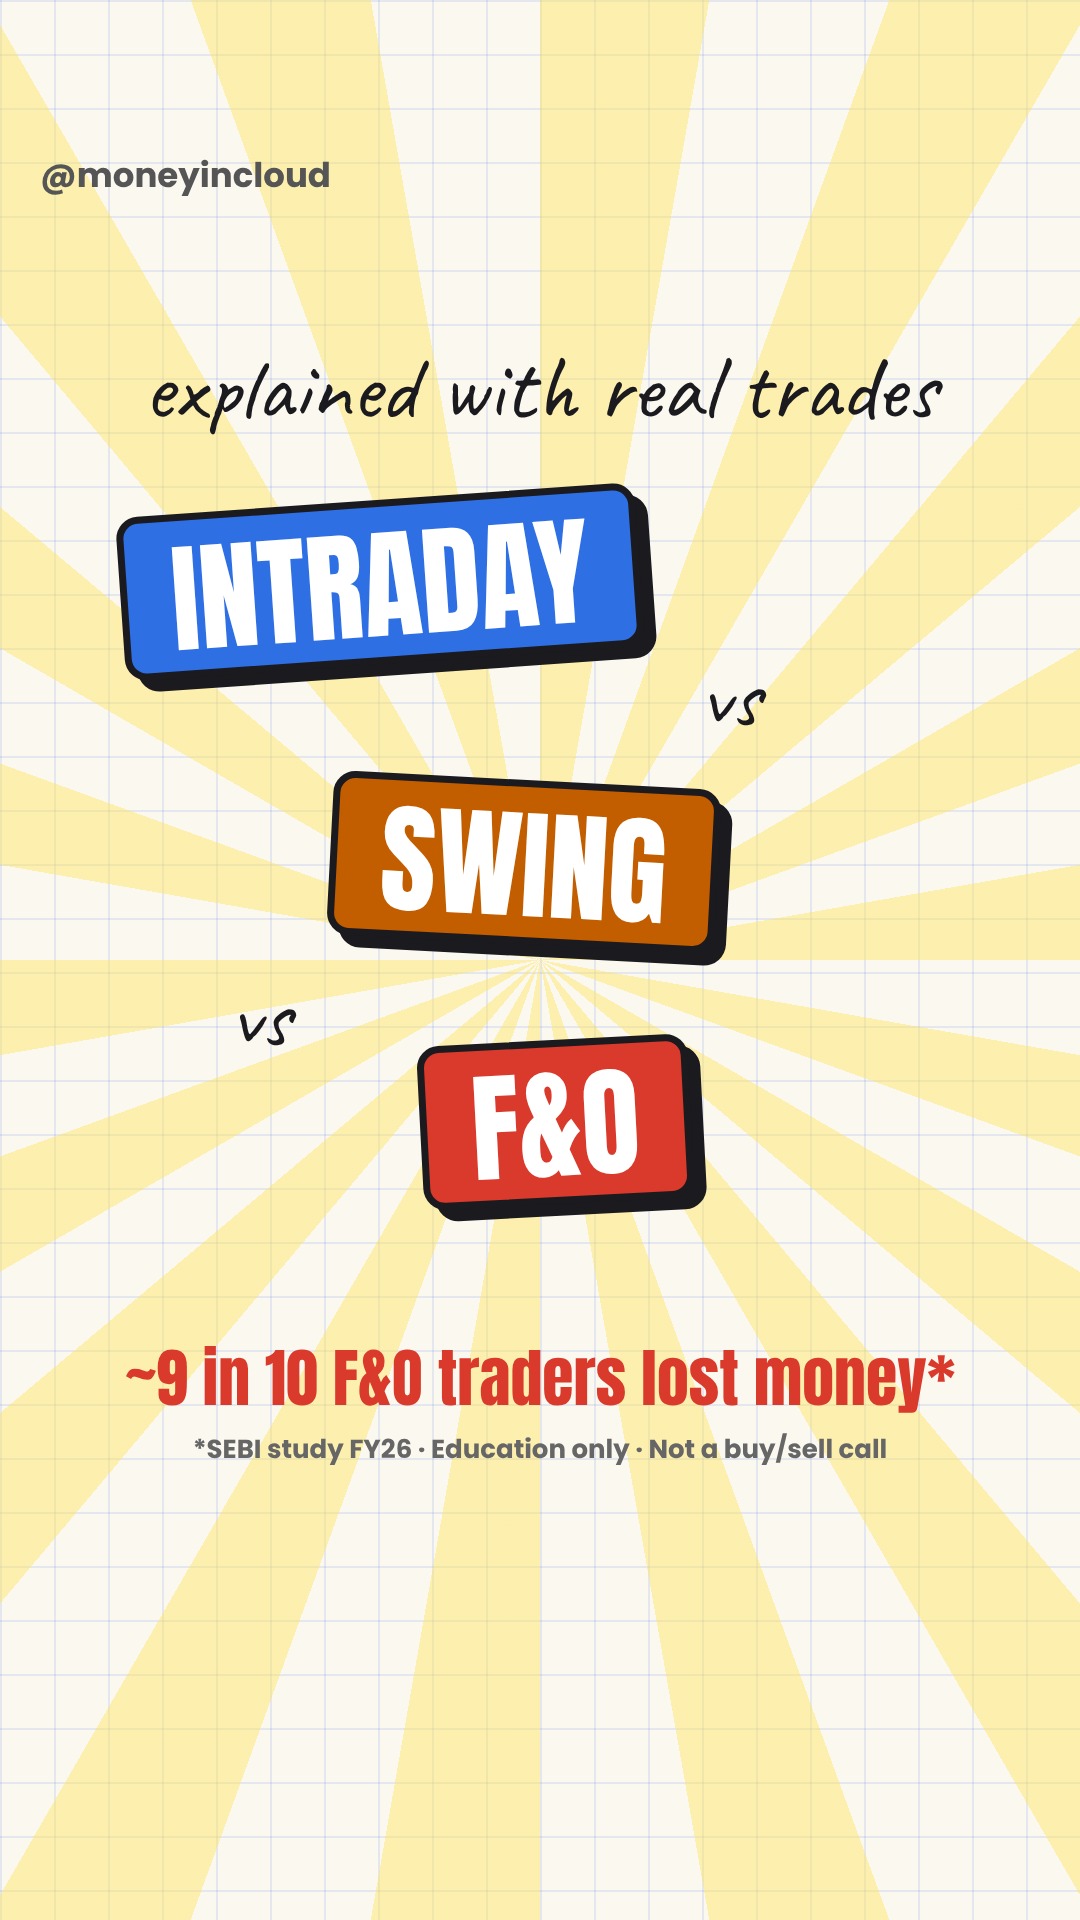 @moneyincloud
explained with real trades
INTRADAY
vs
SWING
vs
F&O
~9 in 10 F&O traders lost money*
*SEBI study FY26 · Education only · Not a buy/sell call